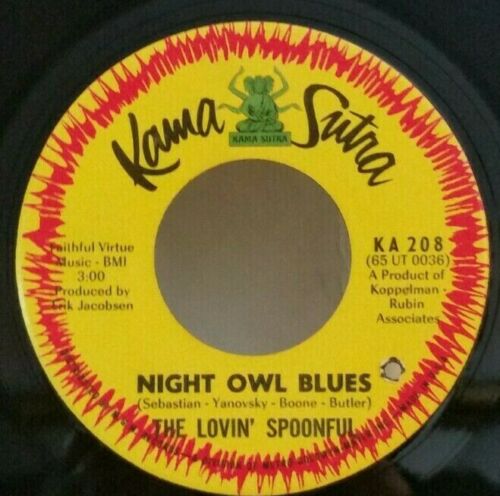 Kama Sutra
KAMA SUTRA
Faithful Virtue
Music - BMI
3:00
Produced by
Erik Jacobsen
KA 208
(65 UT 0036)
A Product of
Koppelman -
Rubin
Associates
NIGHT OWL BLUES
(Sebastian - Yanovsky - Boone - Butler)
THE LOVIN' SPOONFUL